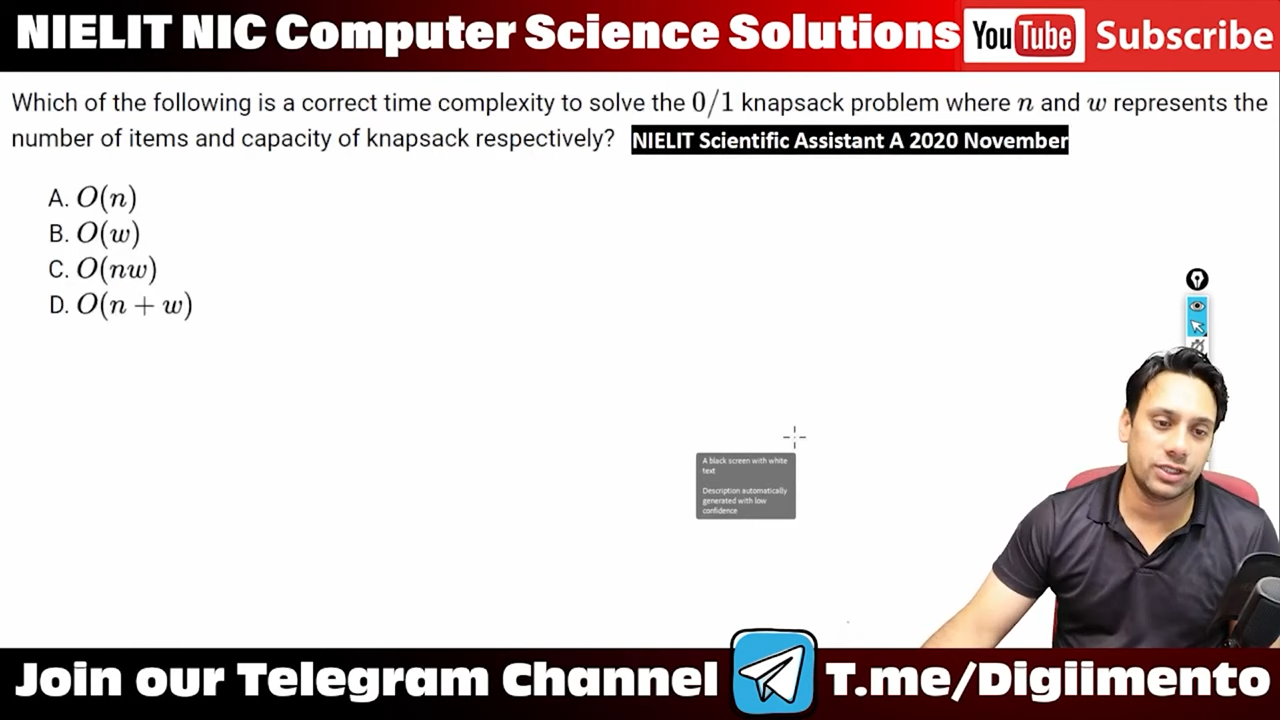 NIELIT NIC Computer Science Solutions YouTube Subscribe
Which of the following is a correct time complexity to solve the 0/1 knapsack problem where n and w represents the
number of items and capacity of knapsack respectively? NIELIT Scientific Assistant A 2020 November
A. O(n)
B. O(w)
C. O(nw)
D. O(n + w)
A black screen with white
text
Description automatically
generated with low
confidence
Join our Telegram Channel T.me/Digiimento